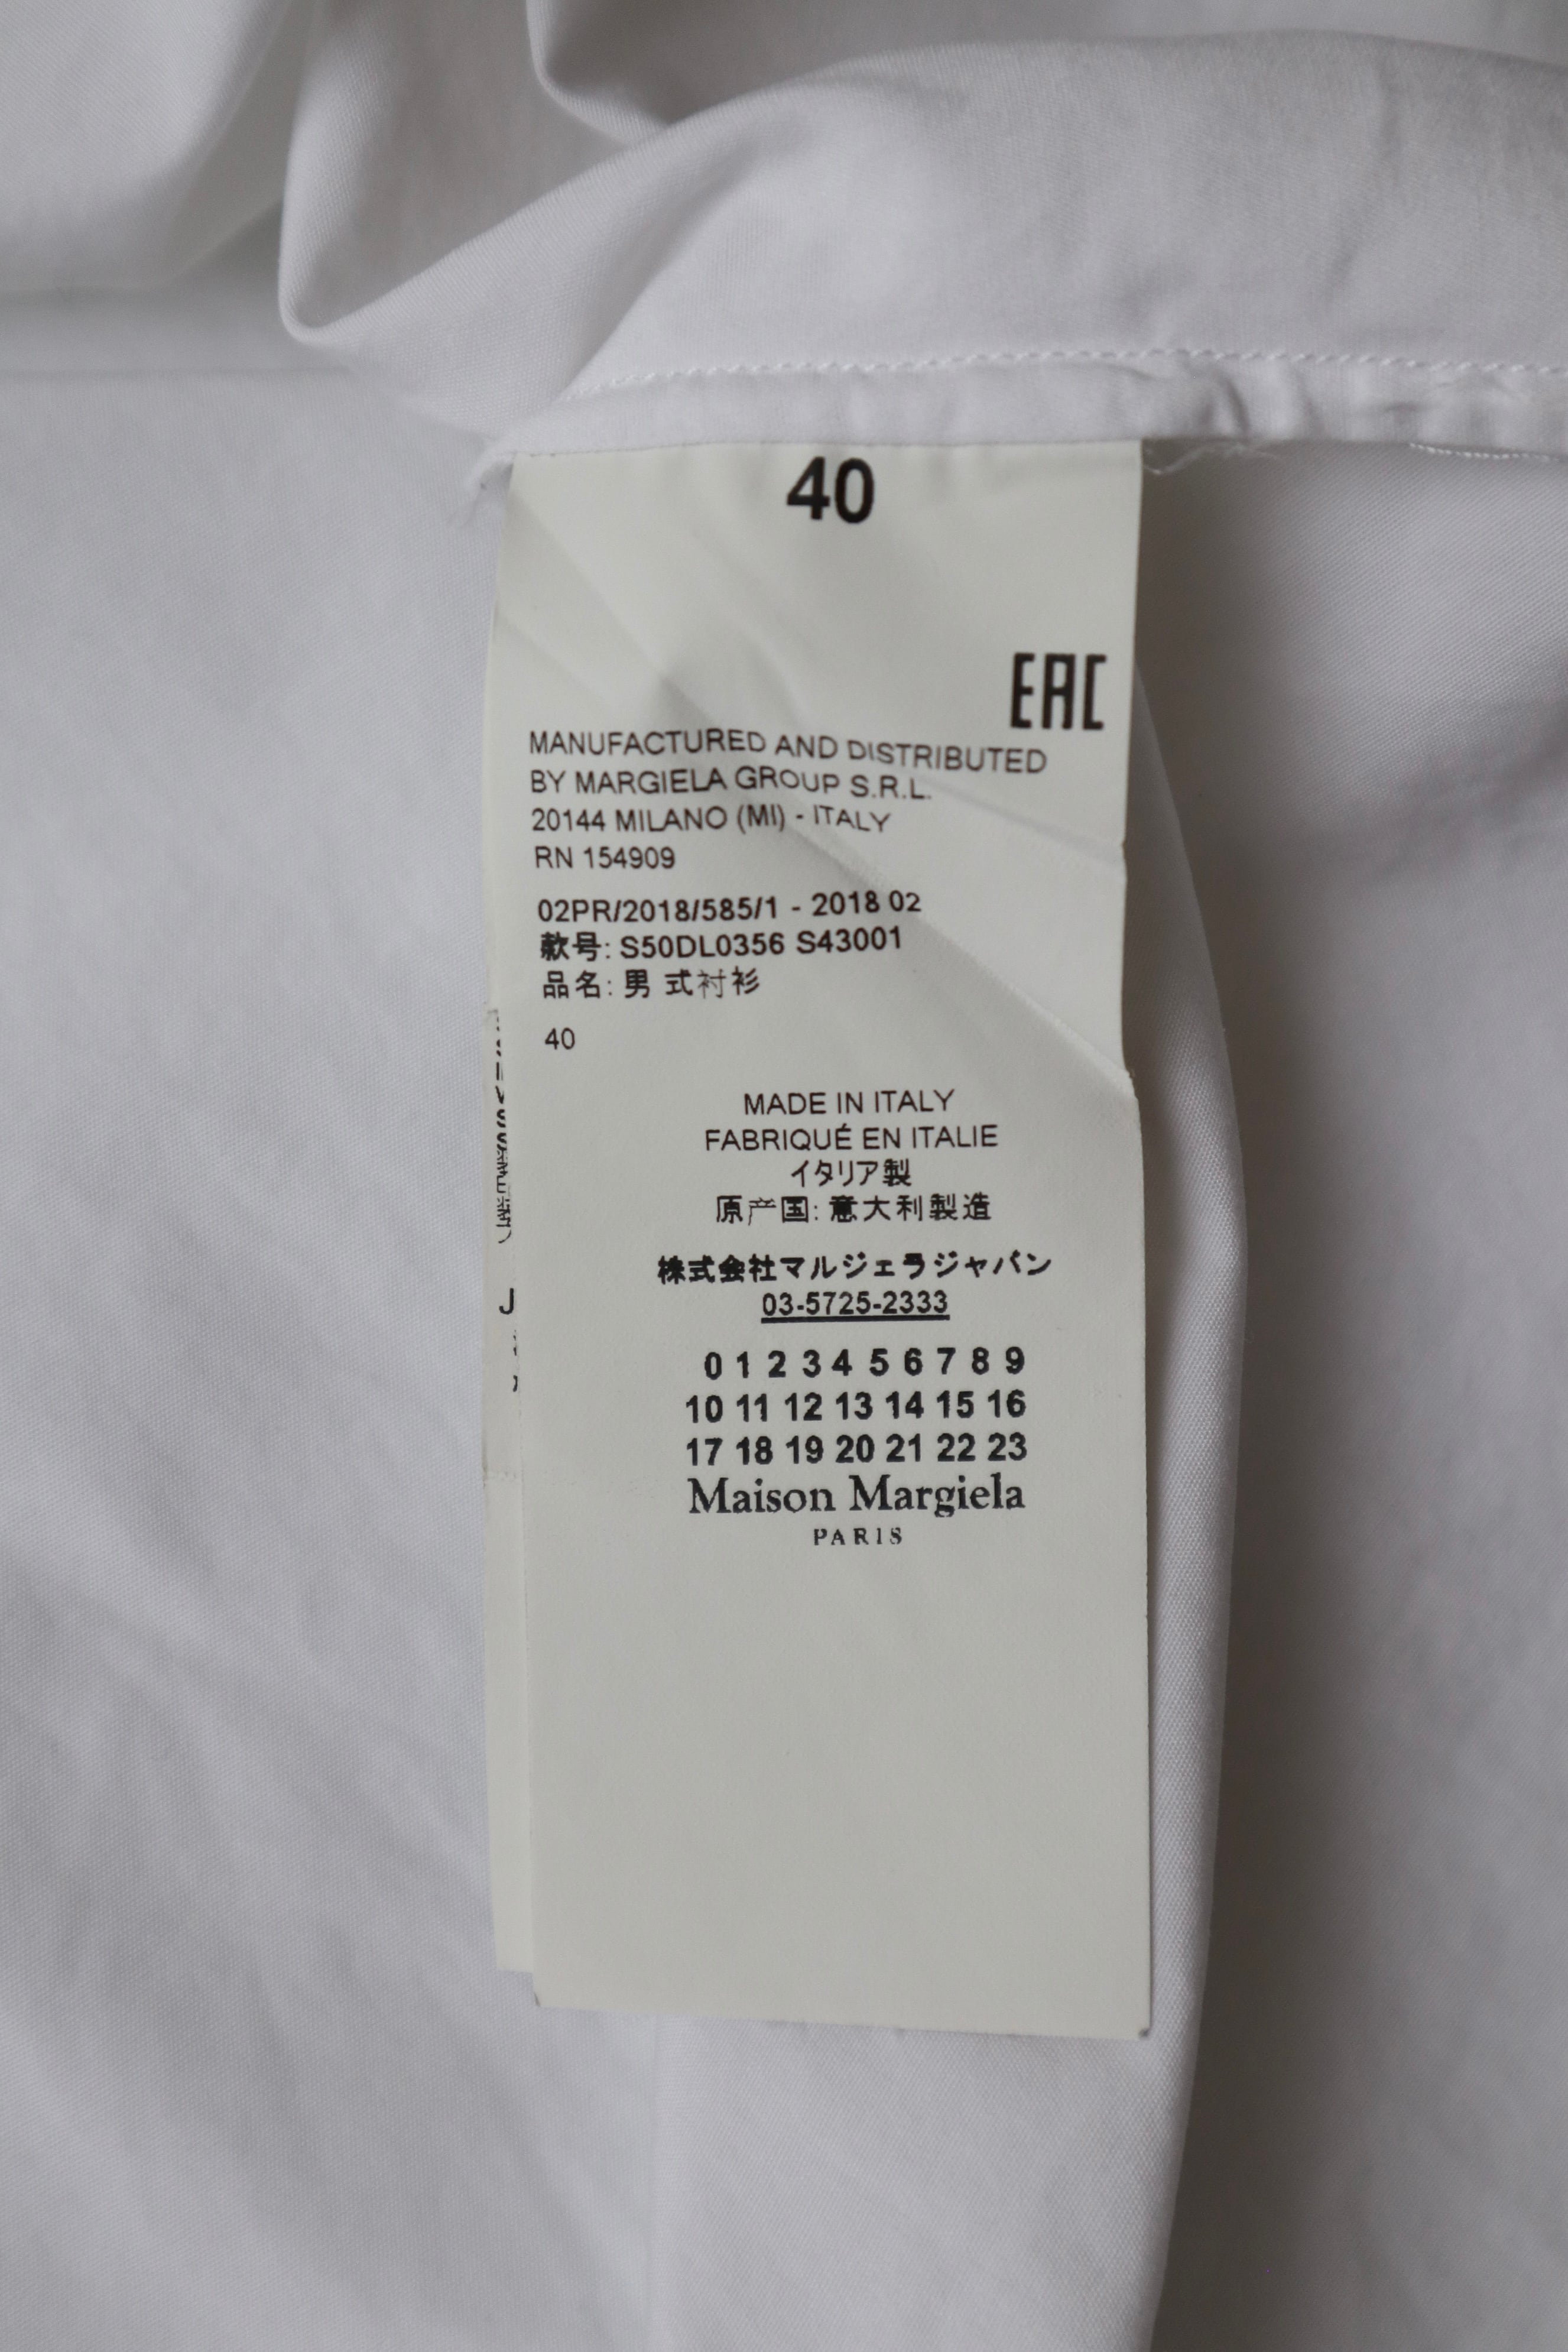 40
EAC
MANUFACTURED AND DISTRIBUTED
BY MARGIELA GROUP S.R.L.
20144 MILANO (MI) - ITALY
RN 154909
02PR/2018/585/1 - 2018 02
款号: S50DL0356 S43001
品名: 男 式衬衫
40
MADE IN ITALY
FABRIQUÉ EN ITALIE
イタリア製
原产国: 意大利製造
株式会社マルジェラジャパン
03-5725-2333
0 1 2 3 4 5 6 7 8 9
10 11 12 13 14 15 16
17 18 19 20 21 22 23
Maison Margiela
PARIS
J